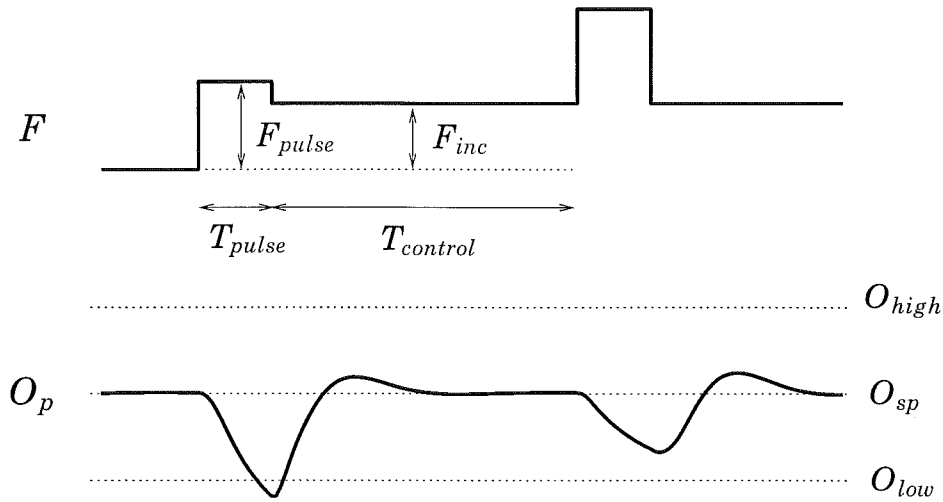 F
F_pulse
F_inc
T_pulse
T_control
O_high
O_p
O_sp
O_low